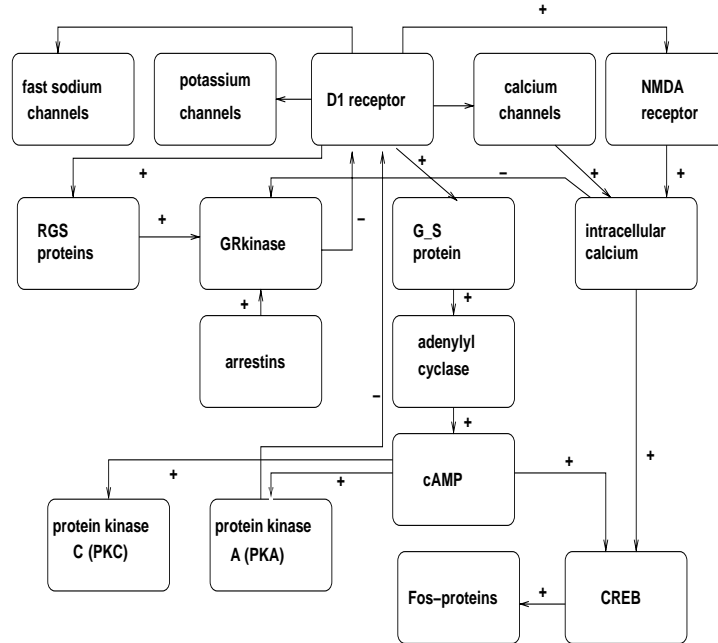 +
fast sodium
channels
potassium
channels
D1 receptor
calcium
channels
NMDA
receptor
+
+
+
−
+
RGS
proteins
+
GRkinase
−
G_S
protein
intracellular
calcium
+
+
arrestins
adenylyl
cyclase
−
+
+
+
+
+
cAMP
protein kinase
C (PKC)
protein kinase
A (PKA)
Fos−proteins
+
CREB